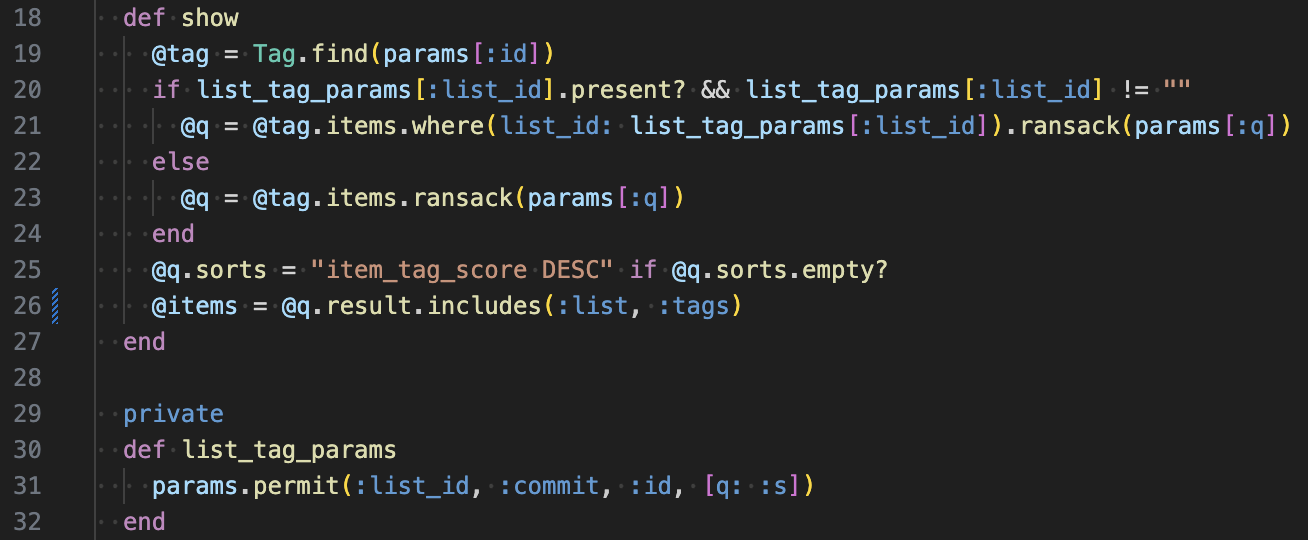 18 def show
19 @tag = Tag.find(params[:id])
20 if list_tag_params[:list_id].present? && list_tag_params[:list_id] != ""
21 @q = @tag.items.where(list_id: list_tag_params[:list_id]).ransack(params[:q])
22 else
23 @q = @tag.items.ransack(params[:q])
24 end
25 @q.sorts = "item_tag_score DESC" if @q.sorts.empty?
26 @items = @q.result.includes(:list, :tags)
27 end
28
29 private
30 def list_tag_params
31 params.permit(:list_id, :commit, :id, [q: :s])
32 end